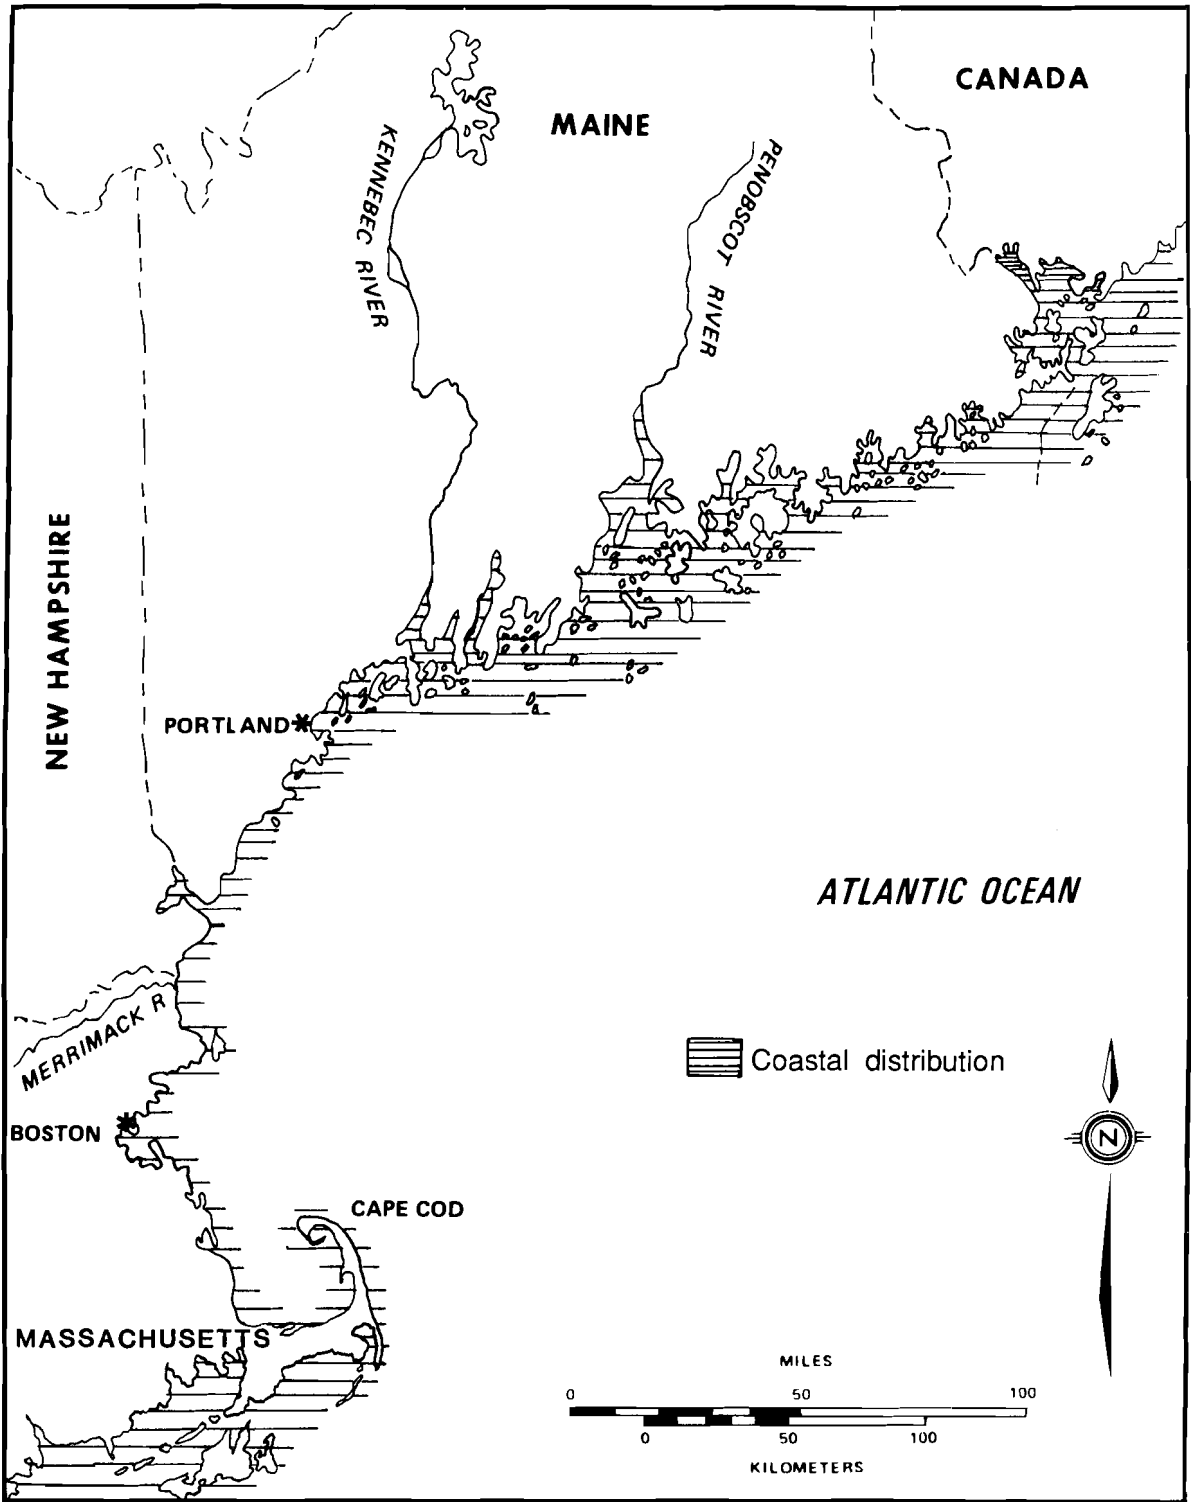 CANADA
MAINE
KENNEBEC RIVER
PENOBSCOT RIVER
NEW HAMPSHIRE
PORTLAND
ATLANTIC OCEAN
MERRIMACK R
Coastal distribution
BOSTON
N
CAPE COD
MASSACHUSETTS
MILES
0 50 100
0 50 100
KILOMETERS